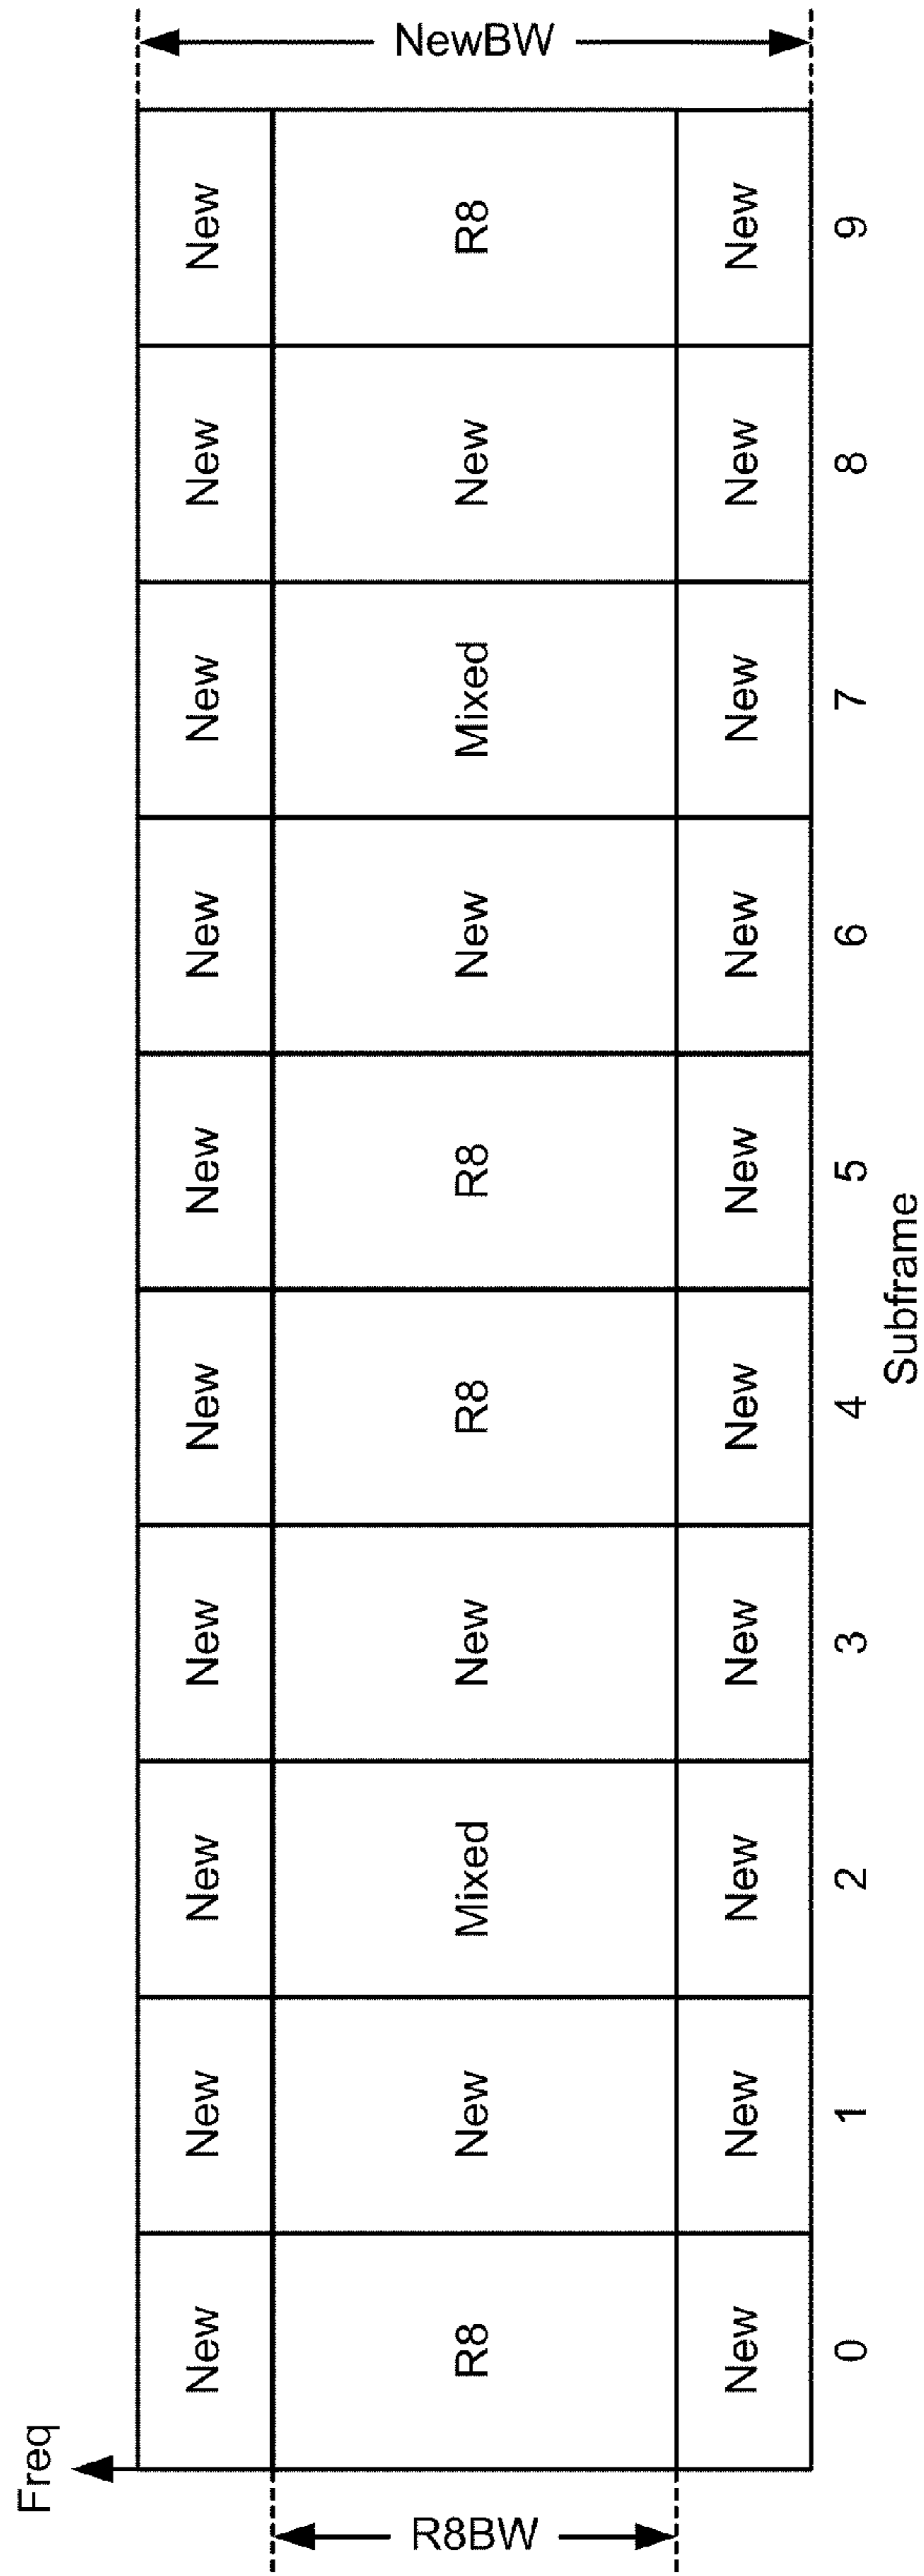 Freq
New New New New New New New New New New
R8BW R8 New Mixed New R8 R8 New Mixed New R8 NewBW
New New New New New New New New New New
0 1 2 3 4 5 6 7 8 9
Subframe